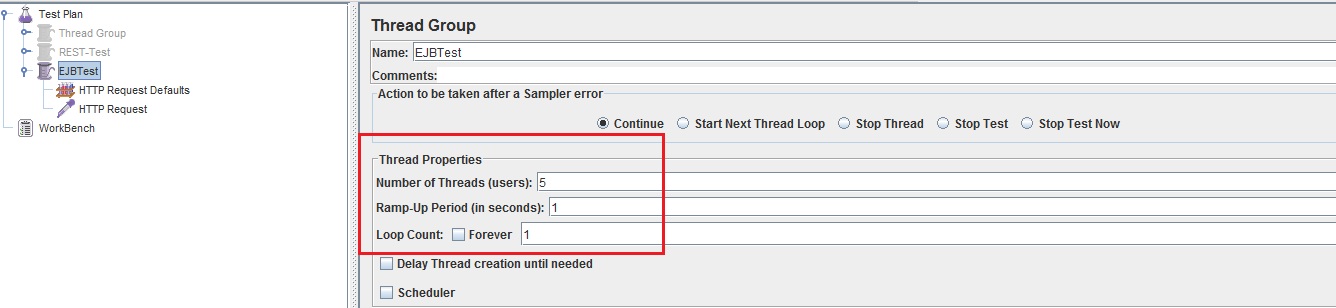 Test Plan
Thread Group
REST-Test
EJBTest
HTTP Request Defaults
HTTP Request
WorkBench
Thread Group
Name: EJBTest
Comments:
Action to be taken after a Sampler error
Continue Start Next Thread Loop Stop Thread Stop Test Stop Test Now
Thread Properties
Number of Threads (users): 5
Ramp-Up Period (in seconds): 1
Loop Count: Forever 1
Delay Thread creation until needed
Scheduler